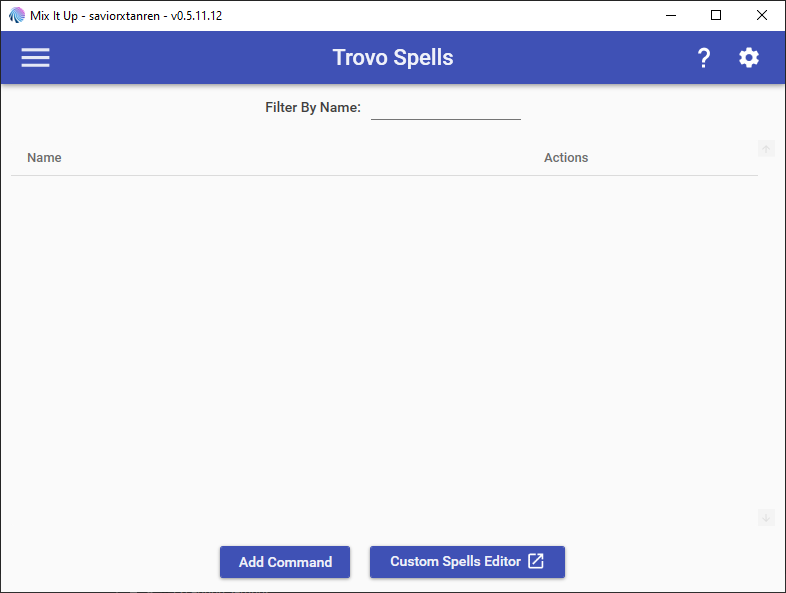 Mix It Up - saviorxtanren - v0.5.11.12
Trovo Spells
?
Filter By Name:
Name Actions
Add Command Custom Spells Editor